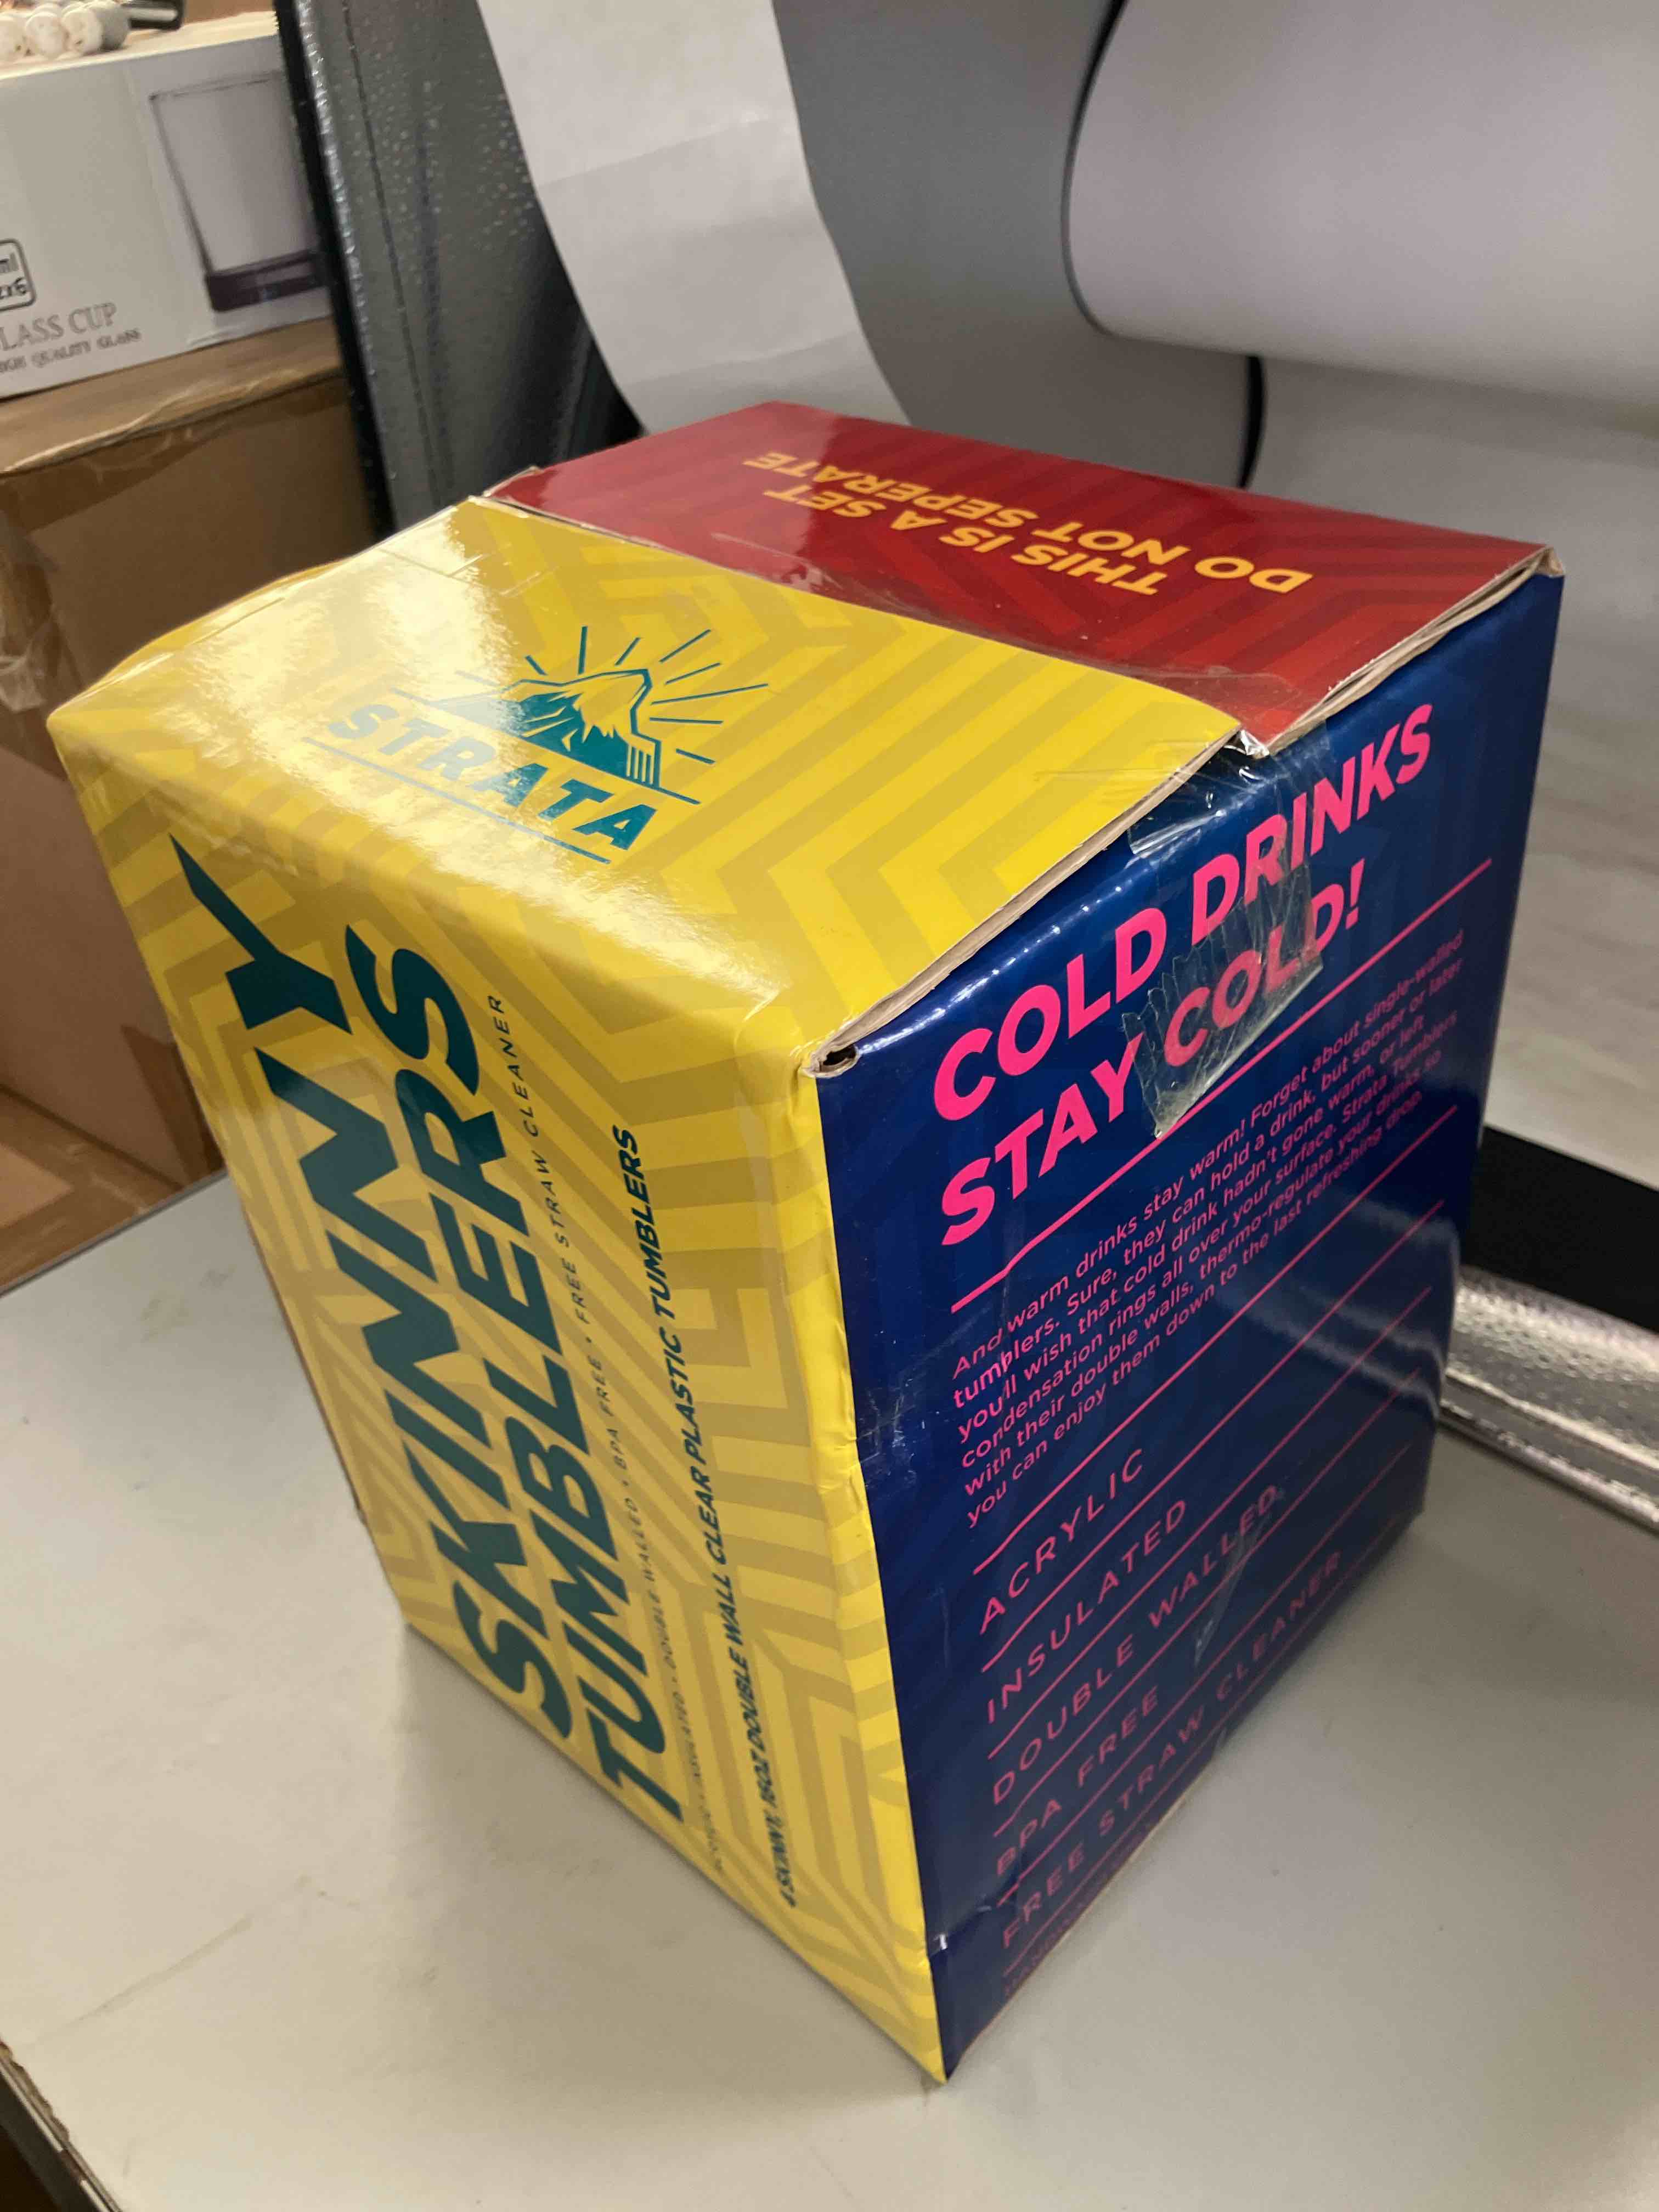 ml
x6
LASS CUP
QUALITY GLASS
THIS IS A SET
DO NOT SEPERATE
STRATA
SKINNY
TUMBLERS
INSULATED • DOUBLE WALLED • BPA FREE • FREE STRAW CLEANER
4 SKINNY, 16OZ DOUBLE WALL CLEAR PLASTIC TUMBLERS
COLD DRINKS
STAY COLD!
And warm drinks stay warm! Forget about single-walled
tumblers. Sure, they can hold a drink, but sooner or later
you'll wish that cold drink hadn't gone warm, or left
condensation rings all over your surface. Strata Tumblers
with their double walls, thermo-regulate your drinks so
you can enjoy them down to the last refreshing drop.
ACRYLIC
INSULATED
DOUBLE WALLED
BPA FREE
FREE STRAW CLEANER